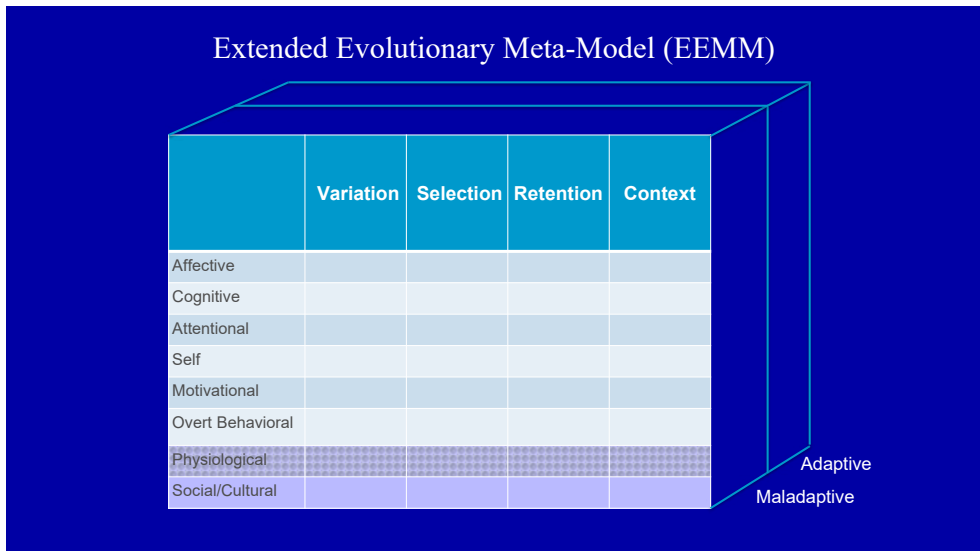 Extended Evolutionary Meta-Model (EEMM)
Variation Selection Retention Context
Affective
Cognitive
Attentional
Self
Motivational
Overt Behavioral
Physiological
Social/Cultural
Adaptive
Maladaptive